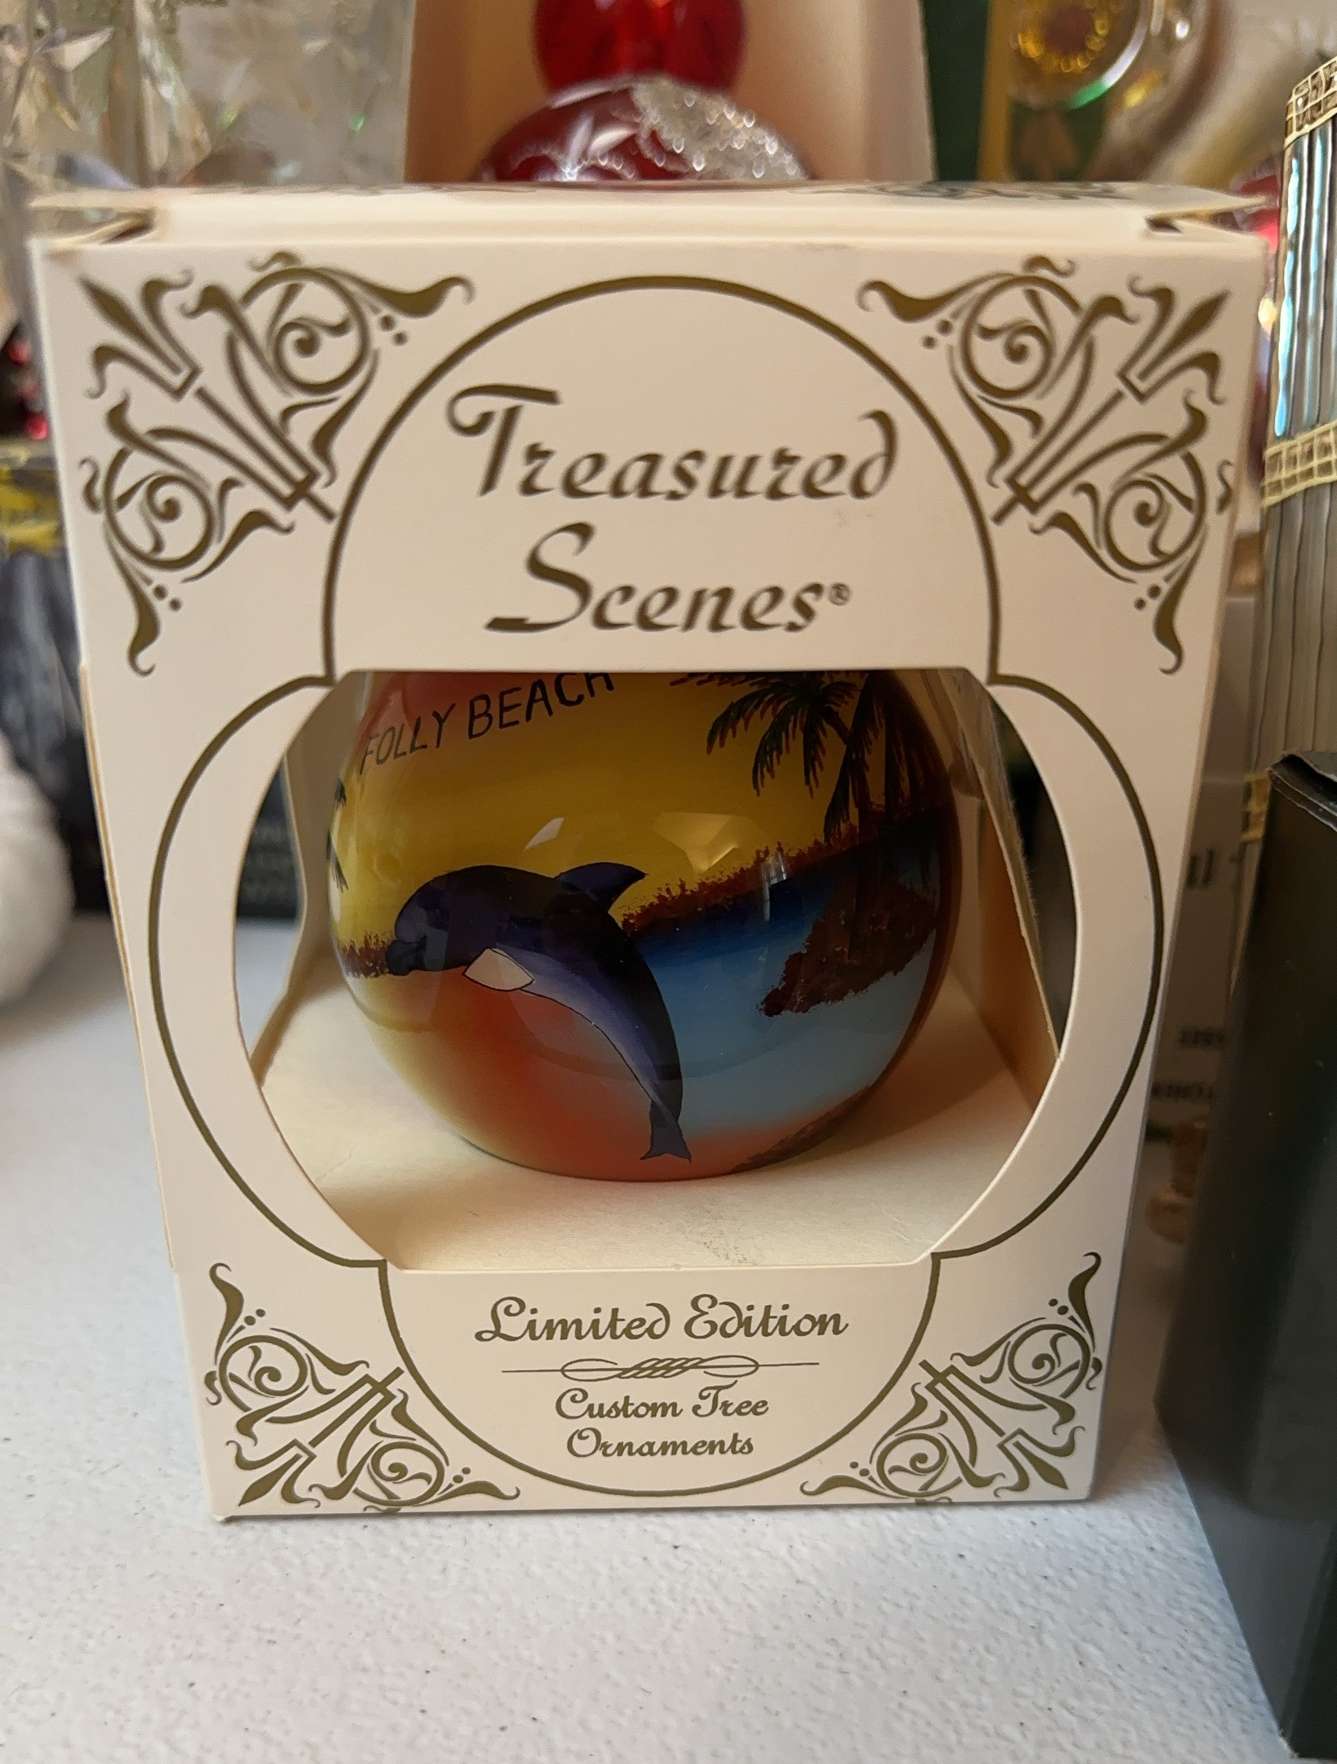 Treasured
Scenes®
FOLLY BEACH
Limited Edition
Custom Tree
Ornaments